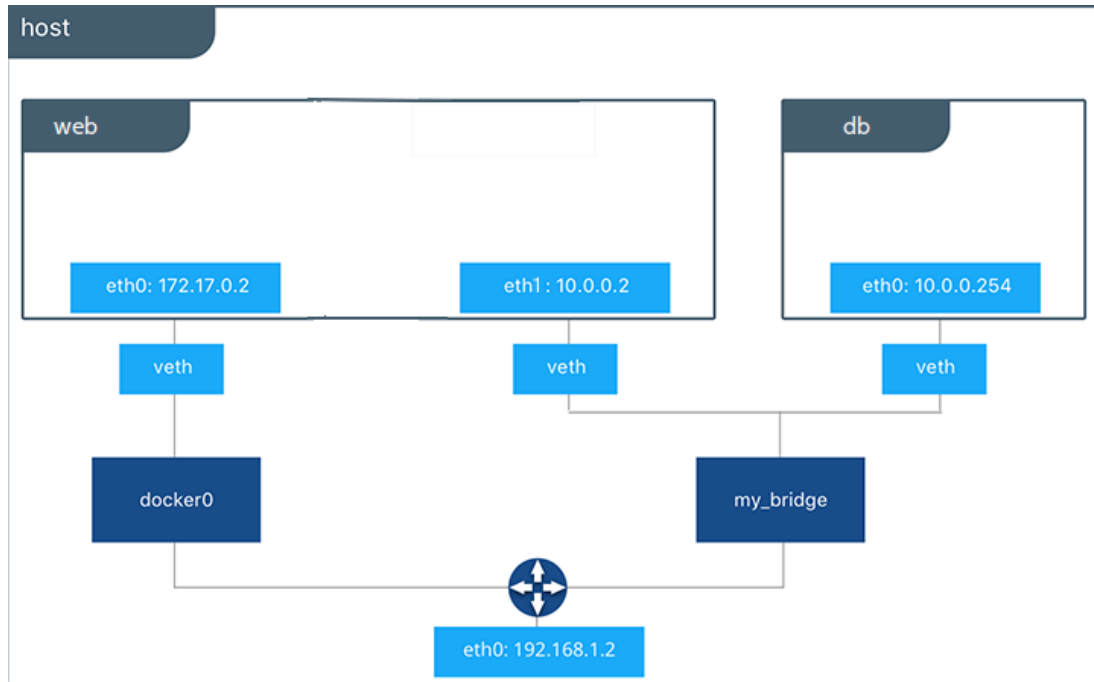 host
web
db
eth0: 172.17.0.2
eth1 : 10.0.0.2
eth0: 10.0.0.254
veth
veth
veth
docker0
my_bridge
eth0: 192.168.1.2